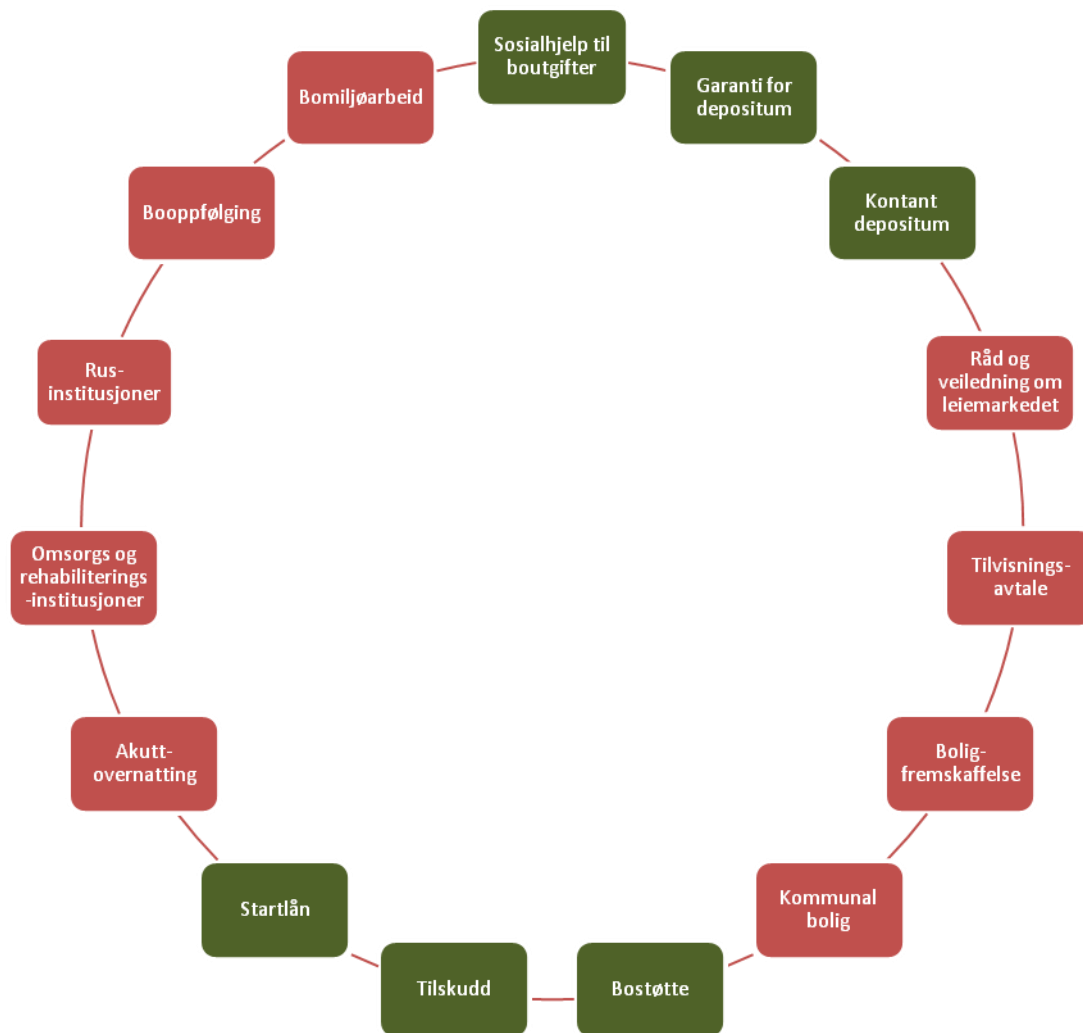 Sosialhjelp til
boutgifter
Garanti for
depositum
Kontant
depositum
Råd og
veiledning om
leiemarkedet
Tilvisnings-
avtale
Bolig-
fremskaffelse
Kommunal
bolig
Bostøtte
Tilskudd
Startlån
Akutt-
overnatting
Omsorgs og
rehabiliterings
-institusjoner
Rus-
institusjoner
Booppfølging
Bomiljøarbeid